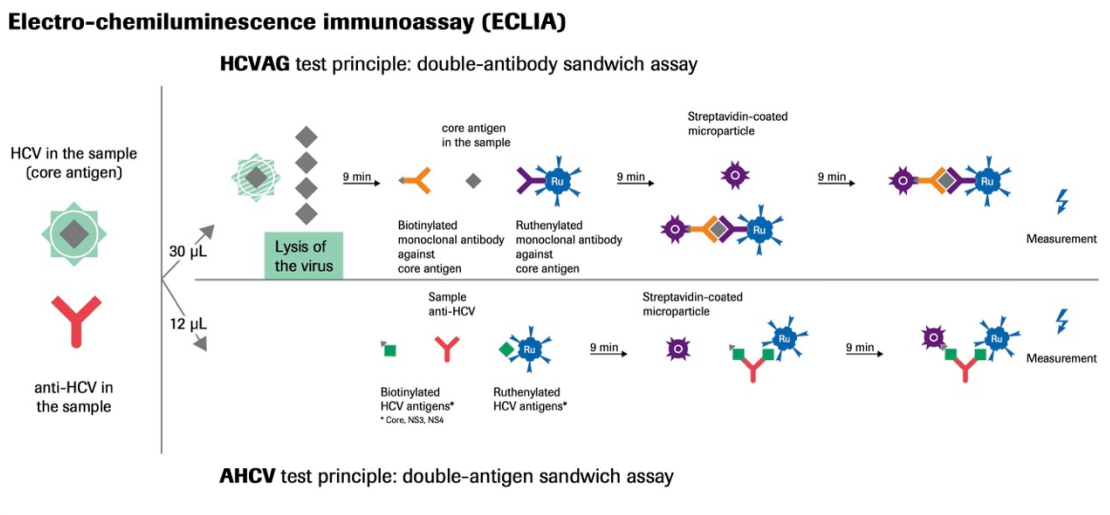 Electro-chemiluminescence immunoassay (ECLIA)
HCVAG test principle: double-antibody sandwich assay
HCV in the sample
(core antigen)
anti-HCV in
the sample
30 µL
12 µL
Lysis of
the virus
9 min
Biotinylated
monoclonal antibody
against
core antigen
core antigen
in the sample
Ru
Ruthenylated
monoclonal antibody
against
core antigen
9 min
Streptavidin-coated
microparticle
Ru
9 min
Ru
Measurement
Biotinylated
HCV antigens*
* Core, NS3, NS4
Sample
anti-HCV
Ru
Ruthenylated
HCV antigens*
9 min
Streptavidin-coated
microparticle
Ru
9 min
Ru
Measurement
AHCV test principle: double-antigen sandwich assay